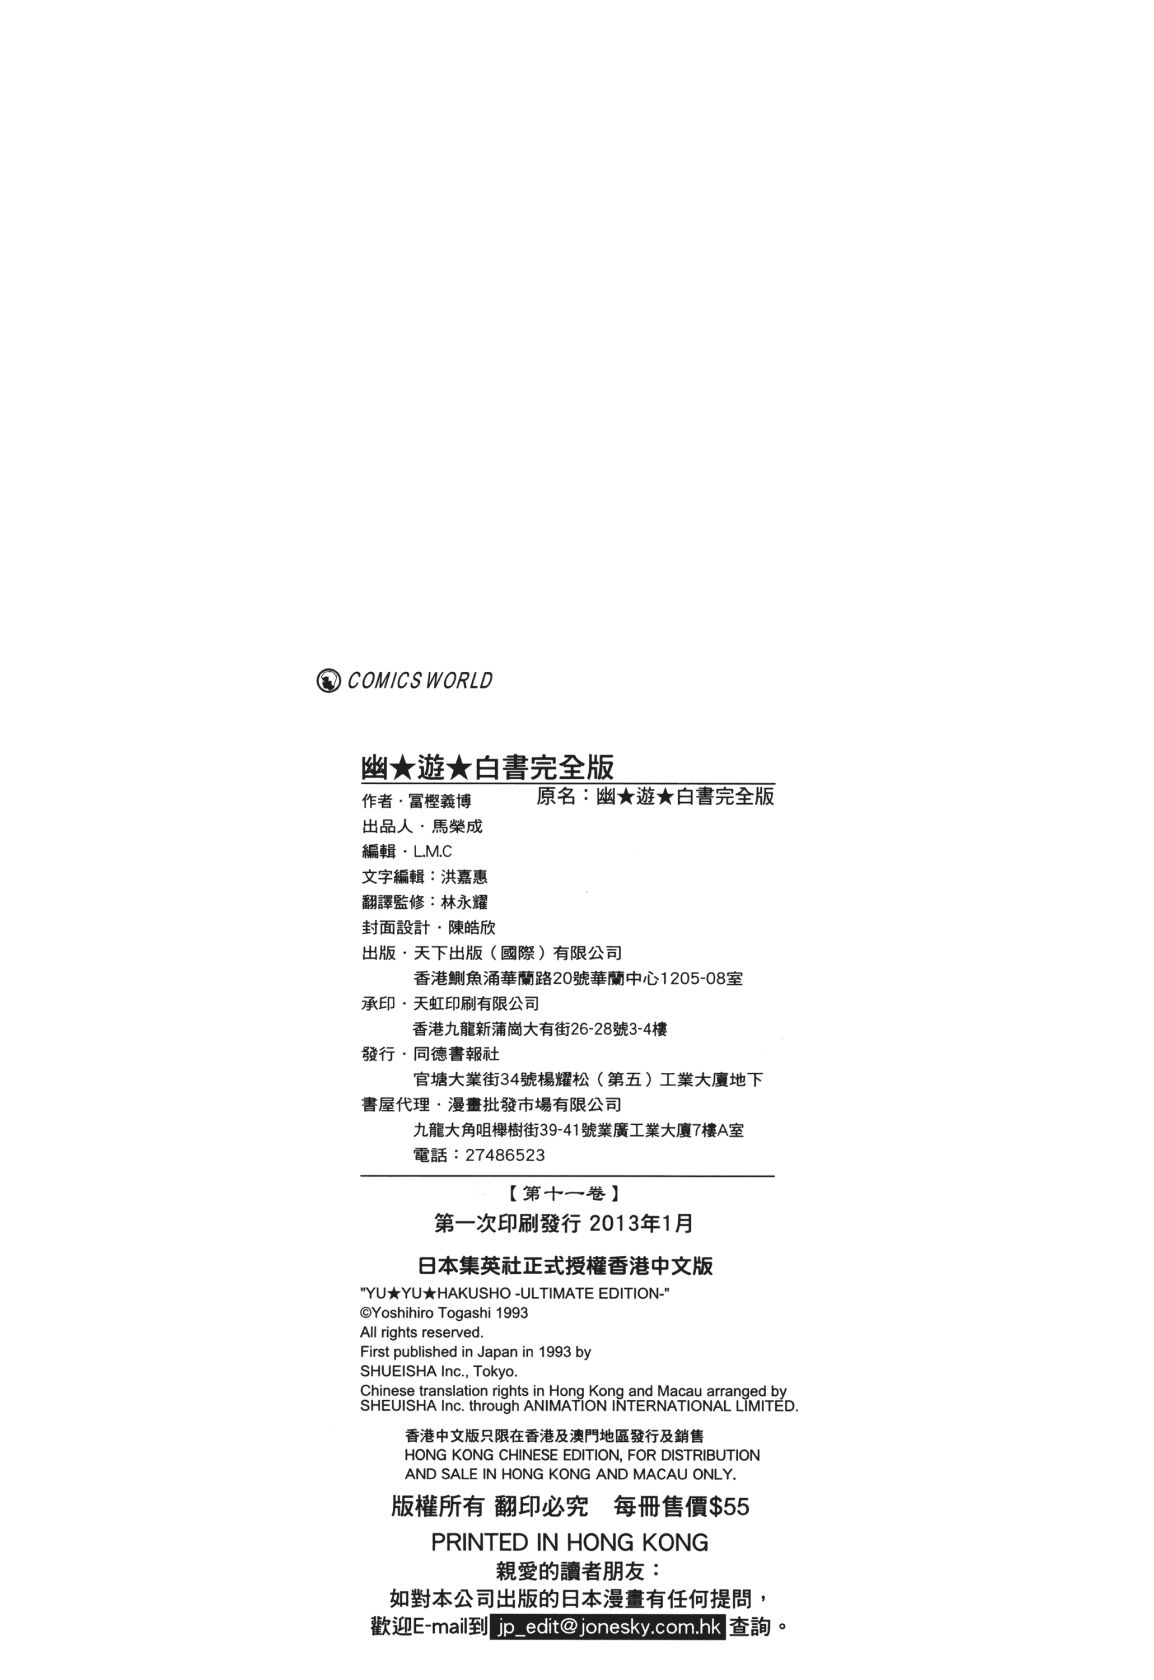 COMICS WORLD
幽★遊★白書完全版
原名：幽★遊★白書完全版
作者．冨樫義博
出品人．馬榮成
編輯．L.M.C
文字編輯：洪嘉惠
翻譯監修：林永耀
封面設計．陳皓欣
出版．天下出版（國際）有限公司
香港鰂魚涌華蘭路20號華蘭中心1205-08室
承印．天虹印刷有限公司
香港九龍新蒲崗大有街26-28號3-4樓
發行．同德書報社
官塘大業街34號楊耀松（第五）工業大廈地下
書屋代理．漫畫批發市場有限公司
九龍大角咀櫸樹街39-41號業廣工業大廈7樓A室
電話：27486523
【第十一卷】
第一次印刷發行 2013年1月
日本集英社正式授權香港中文版
"YU★YU★HAKUSHO -ULTIMATE EDITION-"
©Yoshihiro Togashi 1993
All rights reserved.
First published in Japan in 1993 by
SHUEISHA Inc., Tokyo.
Chinese translation rights in Hong Kong and Macau arranged by
SHEUISHA Inc. through ANIMATION INTERNATIONAL LIMITED.
香港中文版只限在香港及澳門地區發行及銷售
HONG KONG CHINESE EDITION, FOR DISTRIBUTION
AND SALE IN HONG KONG AND MACAU ONLY.
版權所有 翻印必究　每冊售價$55
PRINTED IN HONG KONG
親愛的讀者朋友：
如對本公司出版的日本漫畫有任何提問，
歡迎E-mail到 jp_edit@jonesky.com.hk 查詢。